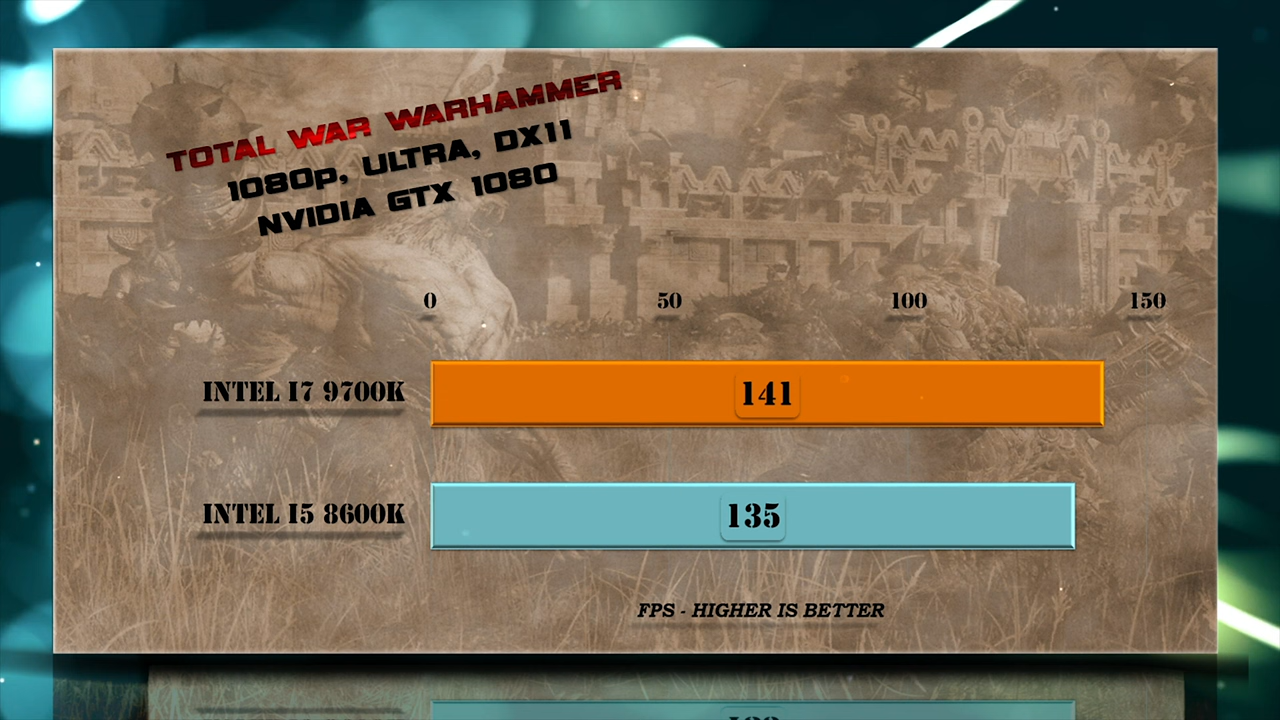 TOTAL WAR WARHAMMER
1080p, ULTRA, DX11
NVIDIA GTX 1080
0 50 100 150
INTEL I7 9700K 141
INTEL I5 8600K 135
FPS - HIGHER IS BETTER